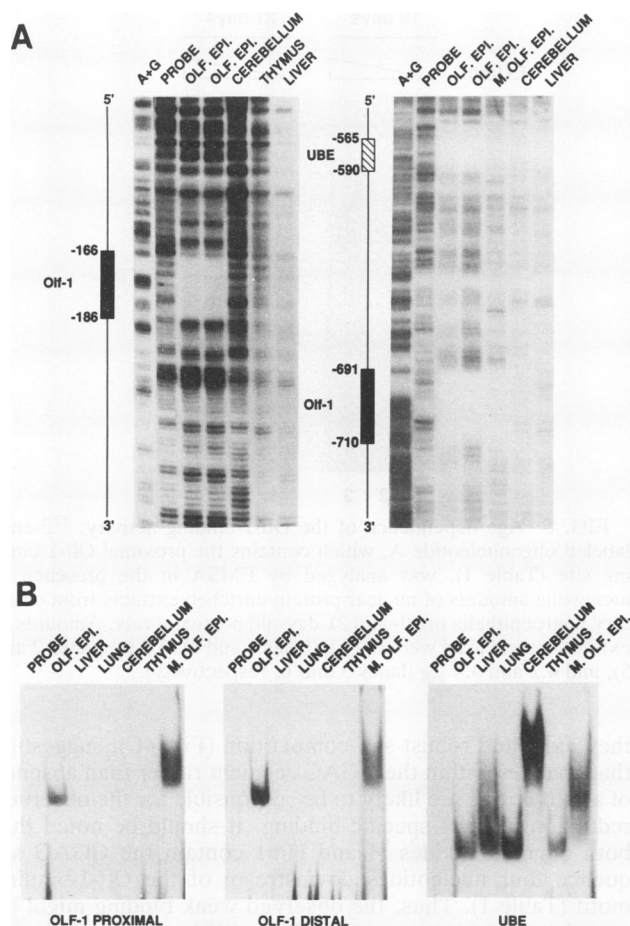 A
A+G
PROBE
OLF. EPI.
OLF. EPI.
CEREBELLUM
THYMUS
LIVER
5'
-166
Olf-1
-186
3'
A+G
PROBE
OLF. EPI.
OLF. EPI.
M. OLF. EPI.
CEREBELLUM
LIVER
5'
-565
UBE
-590
-691
Olf-1
-710
3'
B
PROBE
OLF. EPI.
LIVER
LUNG
CEREBELLUM
THYMUS
M. OLF. EPI.
PROBE
OLF. EPI.
LIVER
LUNG
CEREBELLUM
THYMUS
M. OLF. EPI.
PROBE
OLF. EPI.
LIVER
LUNG
CEREBELLUM
THYMUS
M. OLF. EPI.
OLF-1 PROXIMAL
OLF-1 DISTAL
UBE